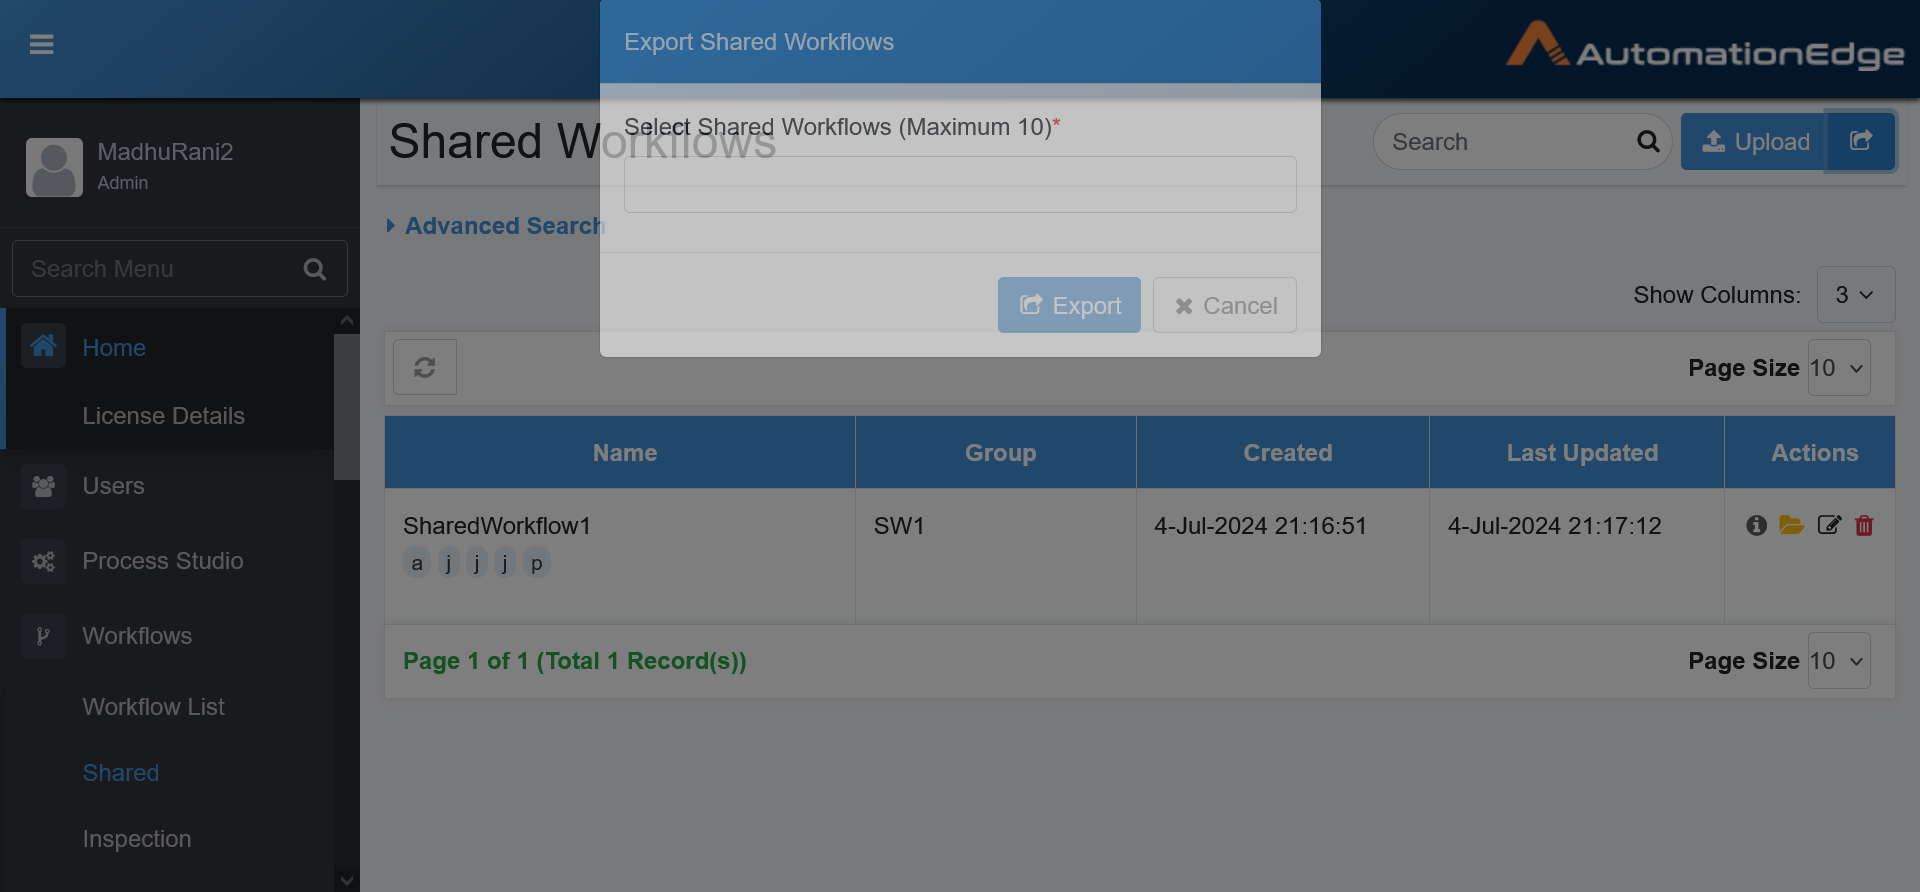 Export Shared Workflows
AutomationEdge
MadhuRani2
Admin
Search Menu
Home
License Details
Users
Process Studio
Workflows
Workflow List
Shared
Inspection
Shared Workflows
Select Shared Workflows (Maximum 10)*
Search
Upload
Advanced Search
Export
Cancel
Show Columns: 3
Page Size 10
Name Group Created Last Updated Actions
SharedWorkflow1 SW1 4-Jul-2024 21:16:51 4-Jul-2024 21:17:12
a j j j p
Page 1 of 1 (Total 1 Record(s)) Page Size 10